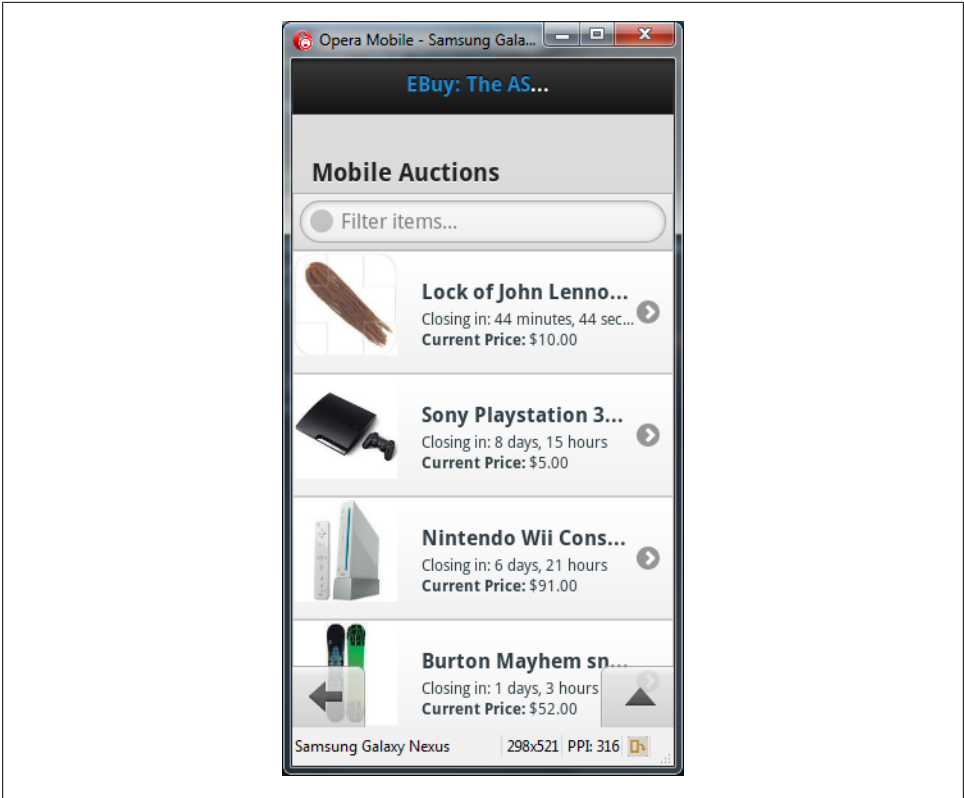 Opera Mobile - Samsung Gala...
EBuy: The AS...
Mobile Auctions
Filter items...
Lock of John Lenno...
Closing in: 44 minutes, 44 sec...
Current Price: $10.00
Sony Playstation 3...
Closing in: 8 days, 15 hours
Current Price: $5.00
Nintendo Wii Cons...
Closing in: 6 days, 21 hours
Current Price: $91.00
Burton Mayhem sn...
Closing in: 1 days, 3 hours
Current Price: $52.00
Samsung Galaxy Nexus 298x521 PPI: 316